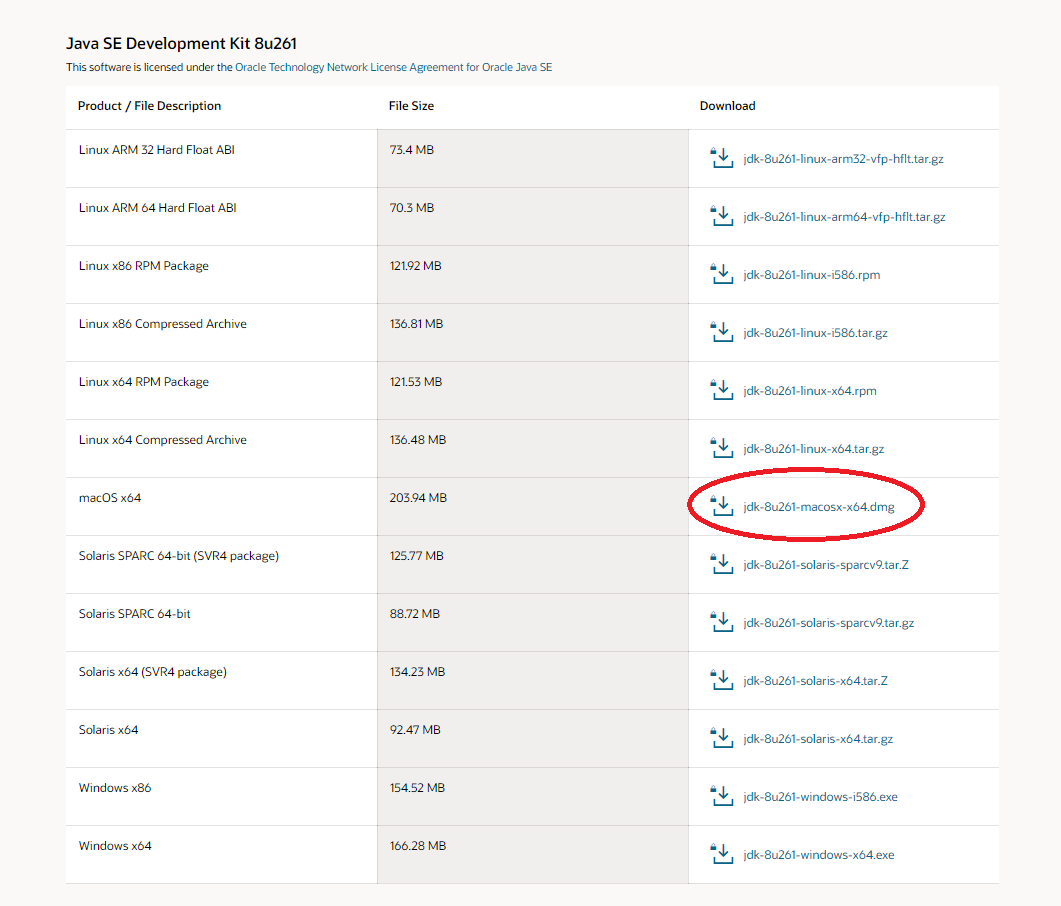 Java SE Development Kit 8u261
This software is licensed under the Oracle Technology Network License Agreement for Oracle Java SE
Product / File Description File Size Download
Linux ARM 32 Hard Float ABI 73.4 MB jdk-8u261-linux-arm32-vfp-hflt.tar.gz
Linux ARM 64 Hard Float ABI 70.3 MB jdk-8u261-linux-arm64-vfp-hflt.tar.gz
Linux x86 RPM Package 121.92 MB jdk-8u261-linux-i586.rpm
Linux x86 Compressed Archive 136.81 MB jdk-8u261-linux-i586.tar.gz
Linux x64 RPM Package 121.53 MB jdk-8u261-linux-x64.rpm
Linux x64 Compressed Archive 136.48 MB jdk-8u261-linux-x64.tar.gz
macOS x64 203.94 MB jdk-8u261-macosx-x64.dmg
Solaris SPARC 64-bit (SVR4 package) 125.77 MB jdk-8u261-solaris-sparcv9.tar.Z
Solaris SPARC 64-bit 88.72 MB jdk-8u261-solaris-sparcv9.tar.gz
Solaris x64 (SVR4 package) 134.23 MB jdk-8u261-solaris-x64.tar.Z
Solaris x64 92.47 MB jdk-8u261-solaris-x64.tar.gz
Windows x86 154.52 MB jdk-8u261-windows-i586.exe
Windows x64 166.28 MB jdk-8u261-windows-x64.exe